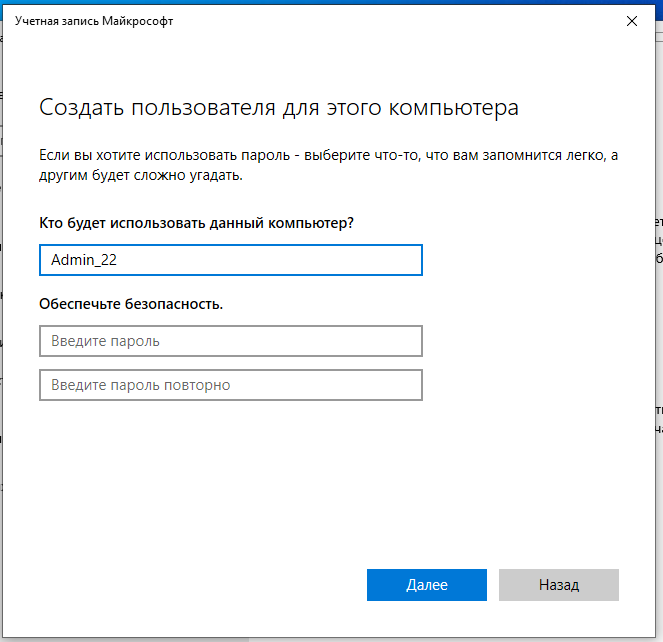 Учетная запись Майкрософт
Создать пользователя для этого компьютера
Если вы хотите использовать пароль - выберите что-то, что вам запомнится легко, а
другим будет сложно угадать.
Кто будет использовать данный компьютер?
Admin_22
Обеспечьте безопасность.
Введите пароль
Введите пароль повторно
Далее
Назад